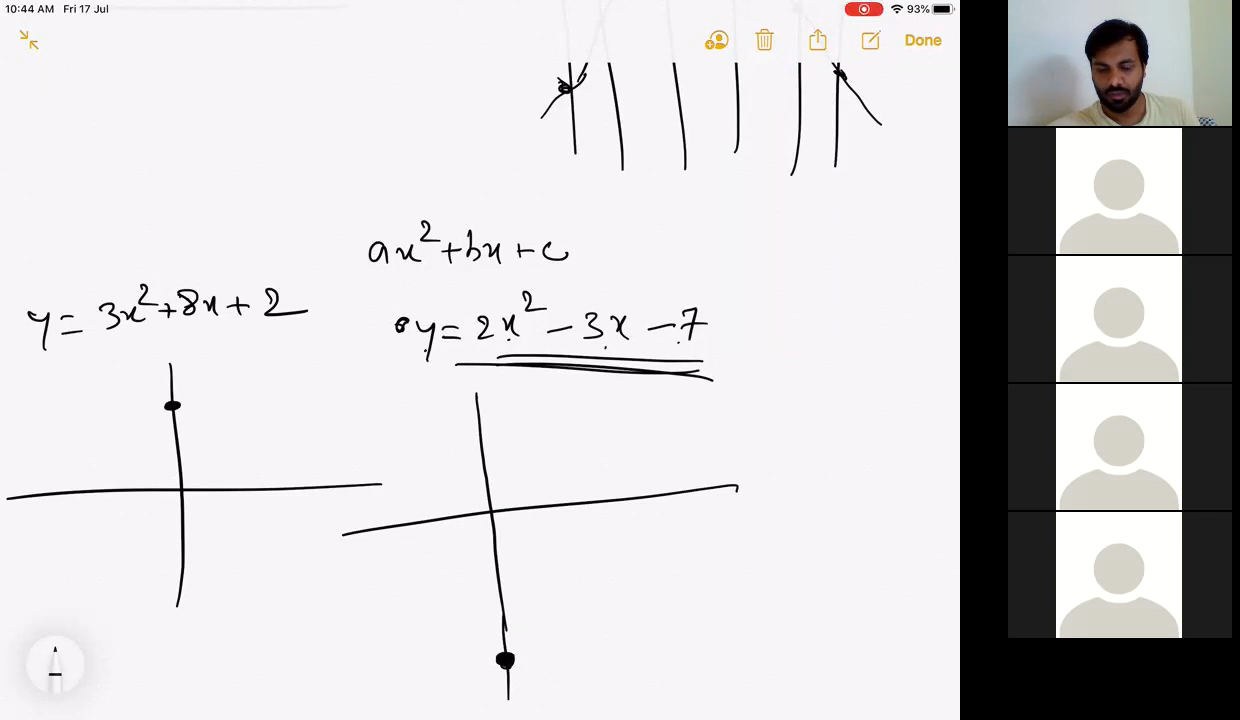 10:44 AM Fri 17 Jul
93%
Done
ax²+bx+c
y=3x²+8x+2
y=2x²-3x-7